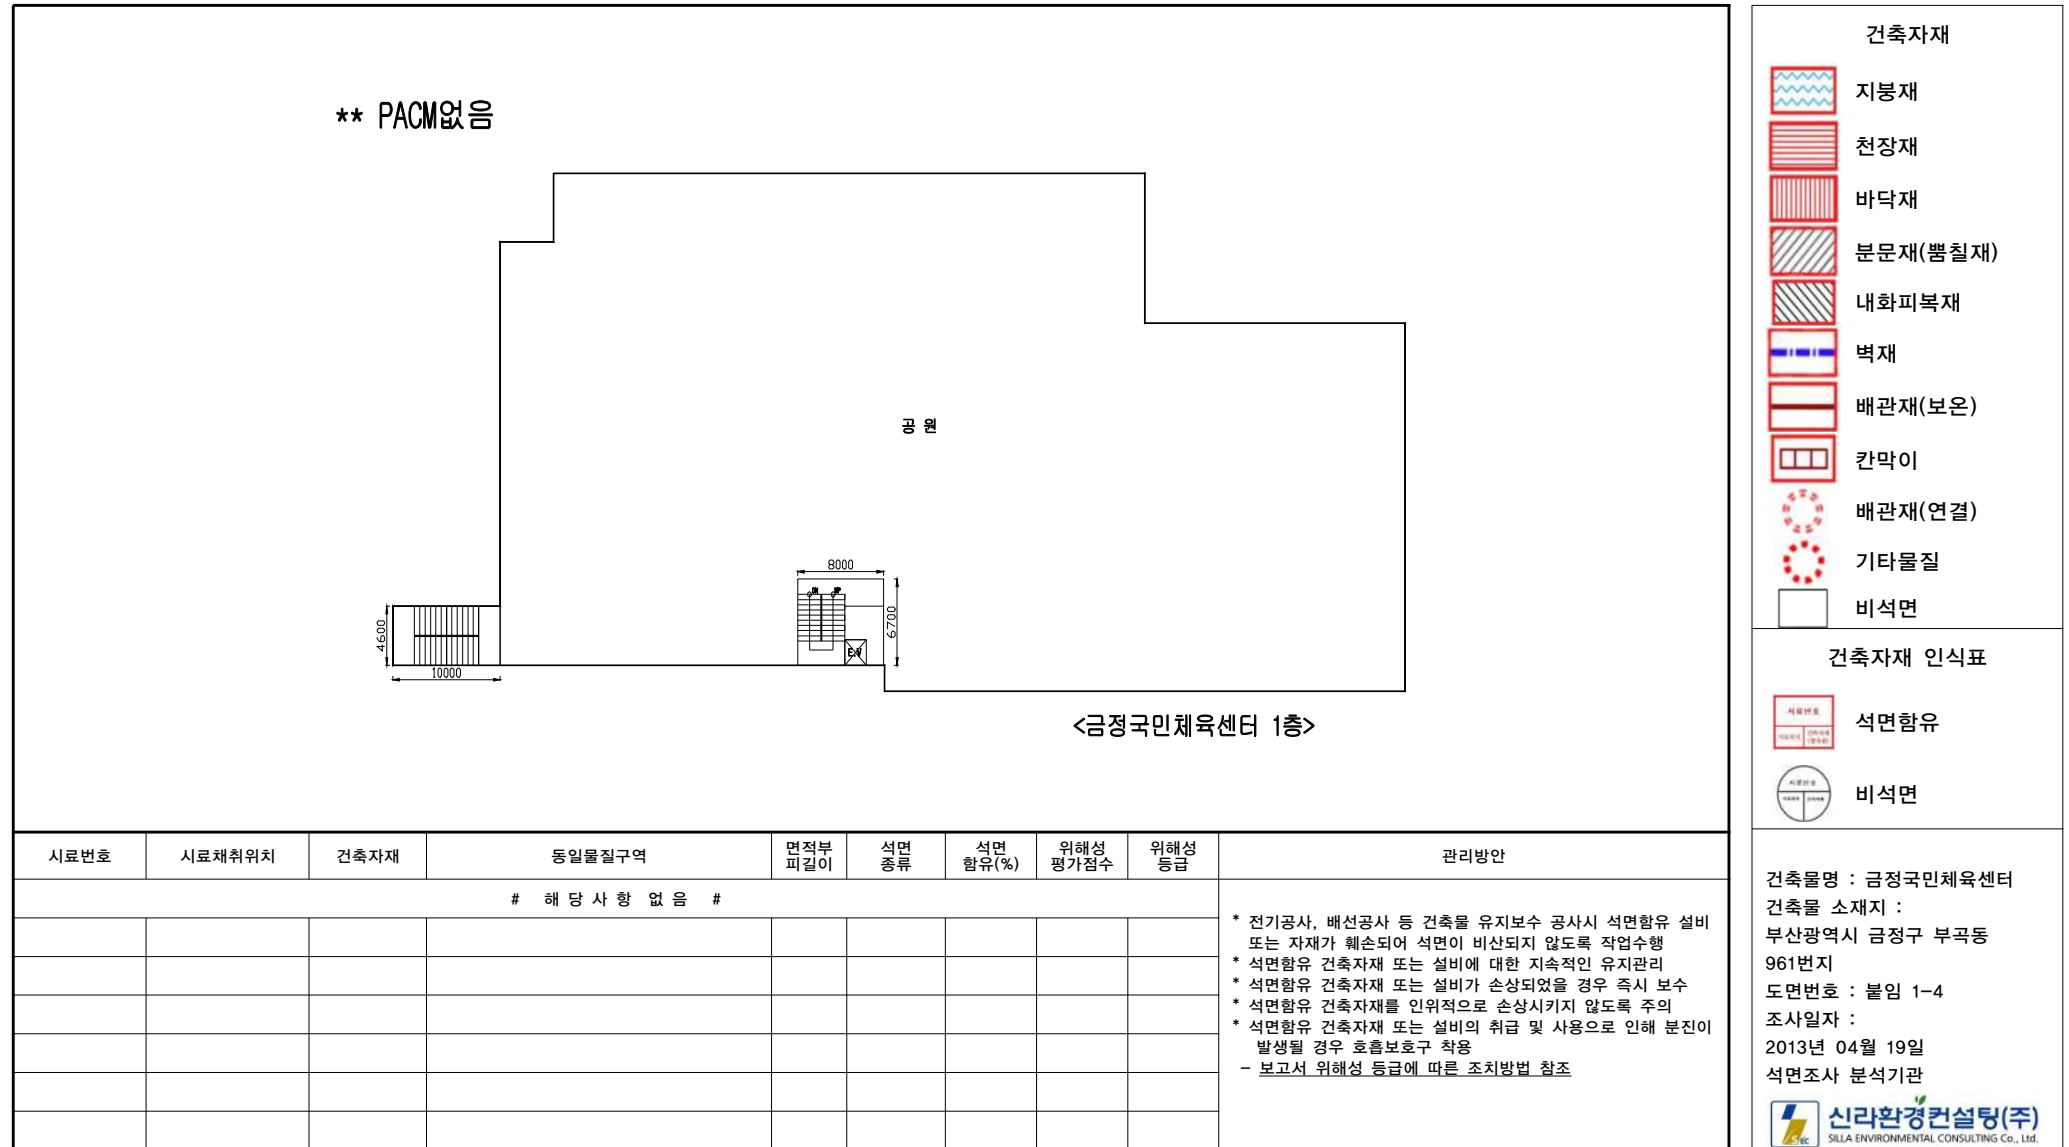 ** PACM없음
공 원
8000
DN
UP
6700
E.V
4600
10000
<금정국민체육센터 1층>
시료번호 시료채취위치 건축자재 동일물질구역 면적부피길이 석면종류 석면함유(%) 위해성평가점수 위해성등급 관리방안
# 해 당 사 항 없 음 #
* 전기공사, 배선공사 등 건축물 유지보수 공사시 석면함유 설비
또는 자재가 훼손되어 석면이 비산되지 않도록 작업수행
* 석면함유 건축자재 또는 설비에 대한 지속적인 유지관리
* 석면함유 건축자재 또는 설비가 손상되었을 경우 즉시 보수
* 석면함유 건축자재를 인위적으로 손상시키지 않도록 주의
* 석면함유 건축자재 또는 설비의 취급 및 사용으로 인해 분진이
발생될 경우 호흡보호구 착용
- 보고서 위해성 등급에 따른 조치방법 참조
건축자재
지붕재
천장재
바닥재
분문재(뿜칠재)
내화피복재
벽재
배관재(보온)
칸막이
배관재(연결)
기타물질
비석면
건축자재 인식표
시료번호
석면함유
비석면
건축물명 : 금정국민체육센터
건축물 소재지 :
부산광역시 금정구 부곡동
961번지
도면번호 : 붙임 1-4
조사일자 :
2013년 04월 19일
석면조사 분석기관
신라환경컨설팅(주)
SILLA ENVIRONMENTAL CONSULTING Co., Ltd.